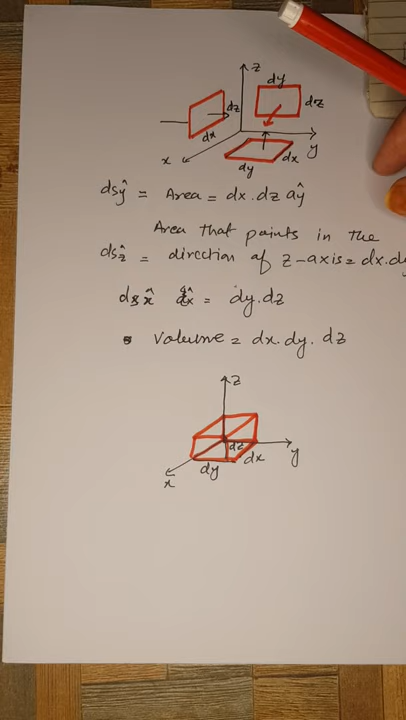 z
dy
dz
dz
dx
x
y
dy
dx
dsŷ = Area = dx.dz aŷ
Area that points in the
dsẑ = direction of z-axis = dx.dy
dsx̂ = dy.dz
Volume = dx.dy.dz
z
dz
dy
dx
y
x